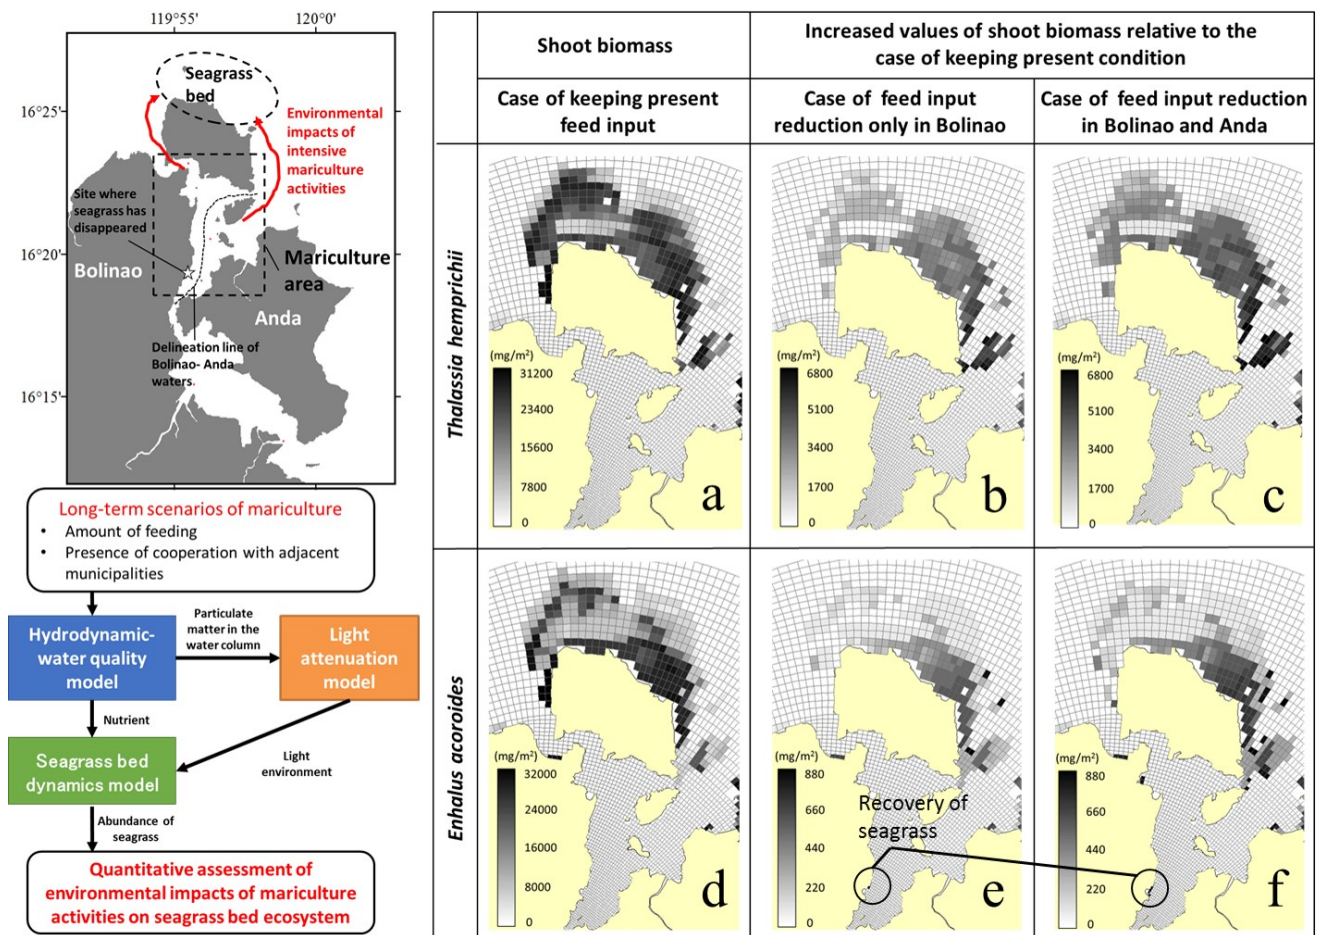 119°55'
120°0'
16°25'
16°20'
16°15'
Seagrass
bed
Environmental
impacts of
intensive
mariculture
activities
Site where
seagrass has
disappeared
Bolinao
Mariculture
area
Anda
Delineation line of
Bolinao- Anda
waters
Long-term scenarios of mariculture
• Amount of feeding
• Presence of cooperation with adjacent
municipalities
Hydrodynamic-
water quality
model
Particulate
matter in the
water column
Light
attenuation
model
Nutrient
Light
environment
Seagrass bed
dynamics model
Abundance of
seagrass
Quantitative assessment of
environmental impacts of mariculture
activities on seagrass bed ecosystem
Shoot biomass
Increased values of shoot biomass relative to the
case of keeping present condition
Case of keeping present
feed input
Case of feed input
reduction only in Bolinao
Case of feed input reduction
in Bolinao and Anda
Thalassia hemprichii
(mg/m²)
31200
23400
15600
7800
0
a
(mg/m²)
6800
5100
3400
1700
0
b
(mg/m²)
6800
5100
3400
1700
0
c
Enhalus acoroides
(mg/m²)
32000
24000
16000
8000
0
d
(mg/m²)
880
660
440
220
0
Recovery of
seagrass
e
(mg/m²)
880
660
440
220
0
f